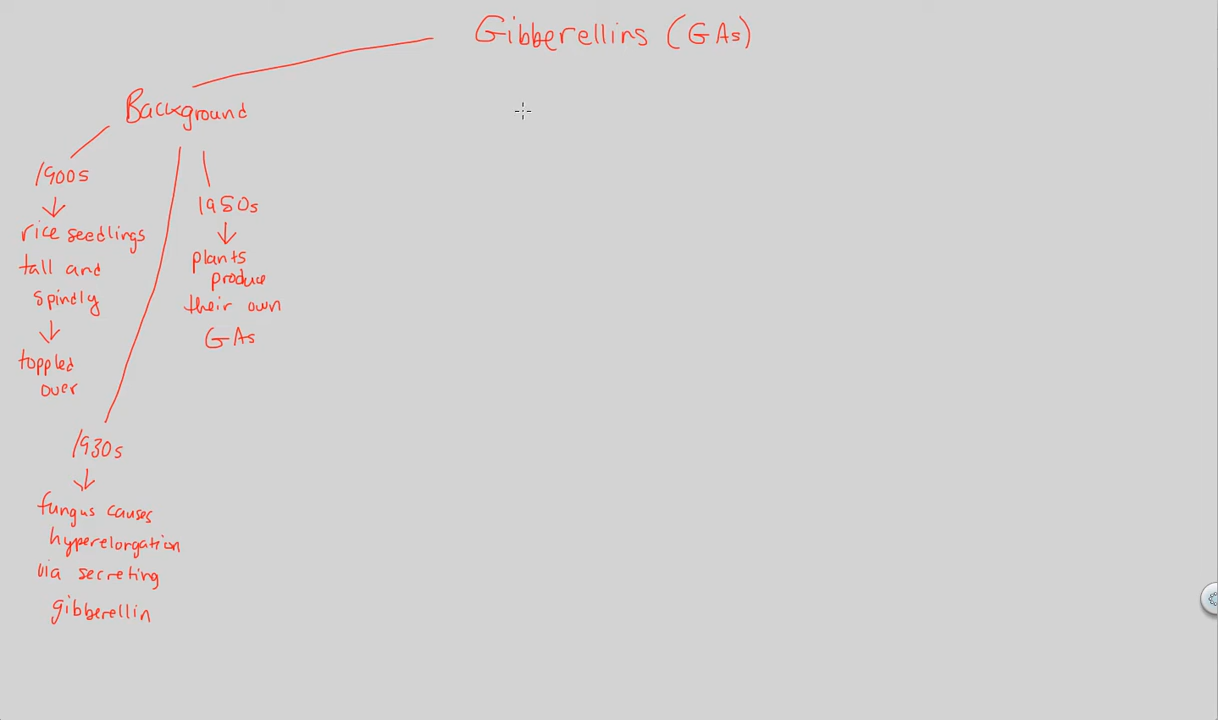 Gibberellins (GAs)
Background
1900s
rice seedlings
tall and
spindly
toppled
over
1930s
fungus causes
hyperelorgation
via secreting
gibberellin
1950s
plants
produce
their own
GAs